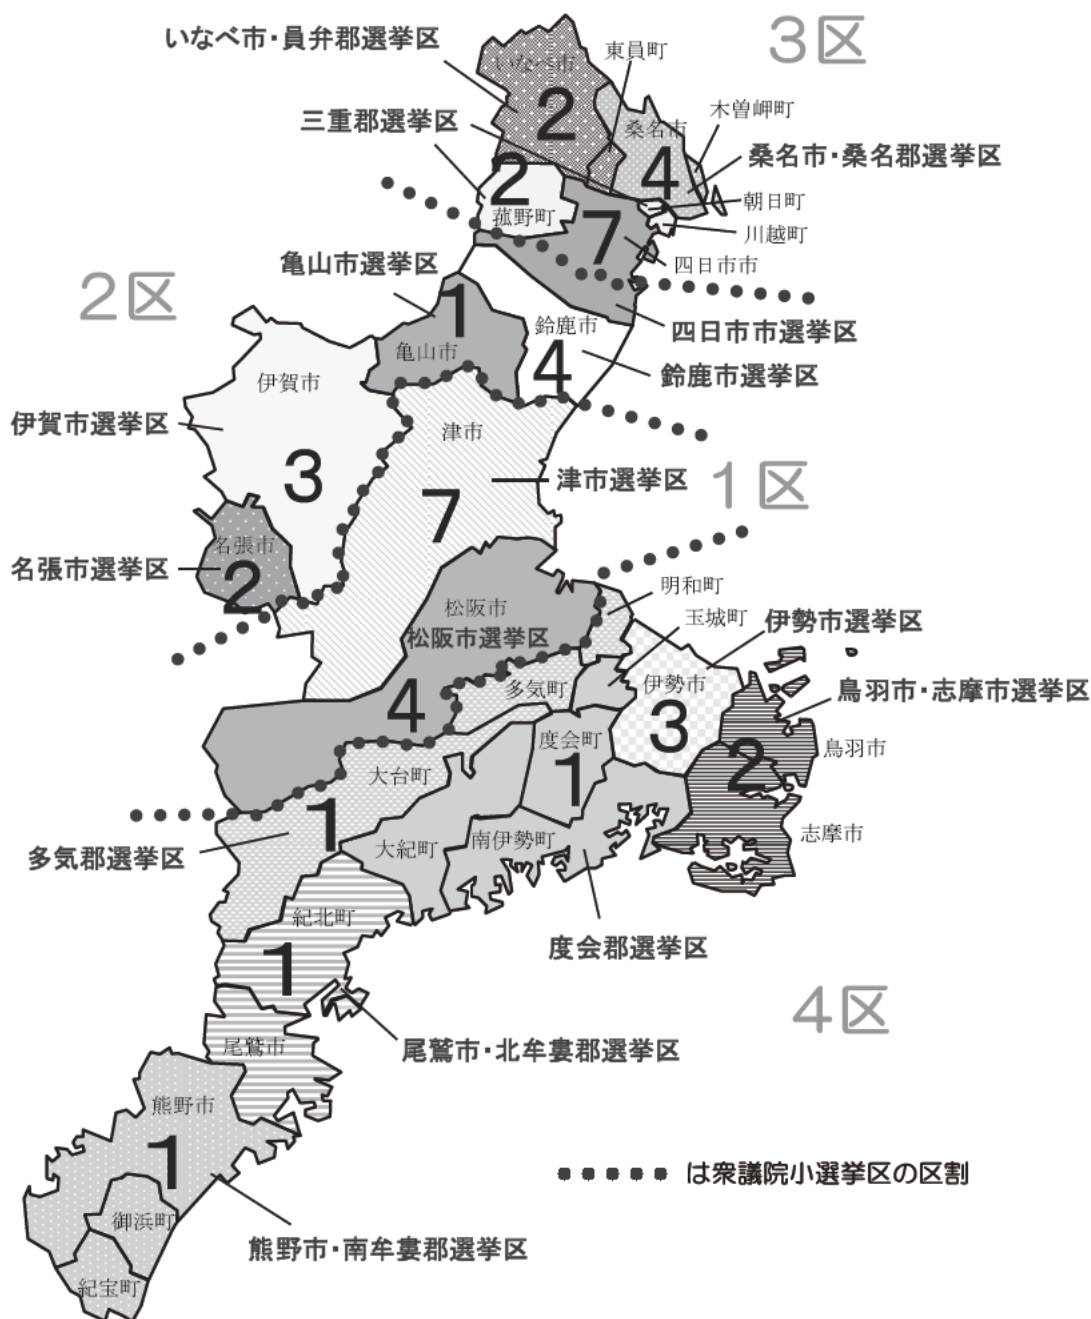 いなべ市・員弁郡選挙区
3区
東員町
いなべ市
2
木曽岬町
三重郡選挙区
桑名市
4
桑名市・桑名郡選挙区
2
菰野町
朝日町
川越町
7
四日市市
亀山市選挙区
2区
1
亀山市
鈴鹿市
四日市市選挙区
4
鈴鹿市選挙区
伊賀市
伊賀市選挙区
3
津市
7
津市選挙区
1区
名張市
名張市選挙区
2
明和町
松阪市
玉城町
伊勢市選挙区
松阪市選挙区
多気町
伊勢市
鳥羽市・志摩市選挙区
4
3
度会町
鳥羽市
2
大台町
1
1
志摩市
南伊勢町
大紀町
多気郡選挙区
紀北町
度会郡選挙区
1
4区
尾鷲市
尾鷲市・北牟婁郡選挙区
熊野市
1
は衆議院小選挙区の区割
御浜町
熊野市・南牟婁郡選挙区
紀宝町